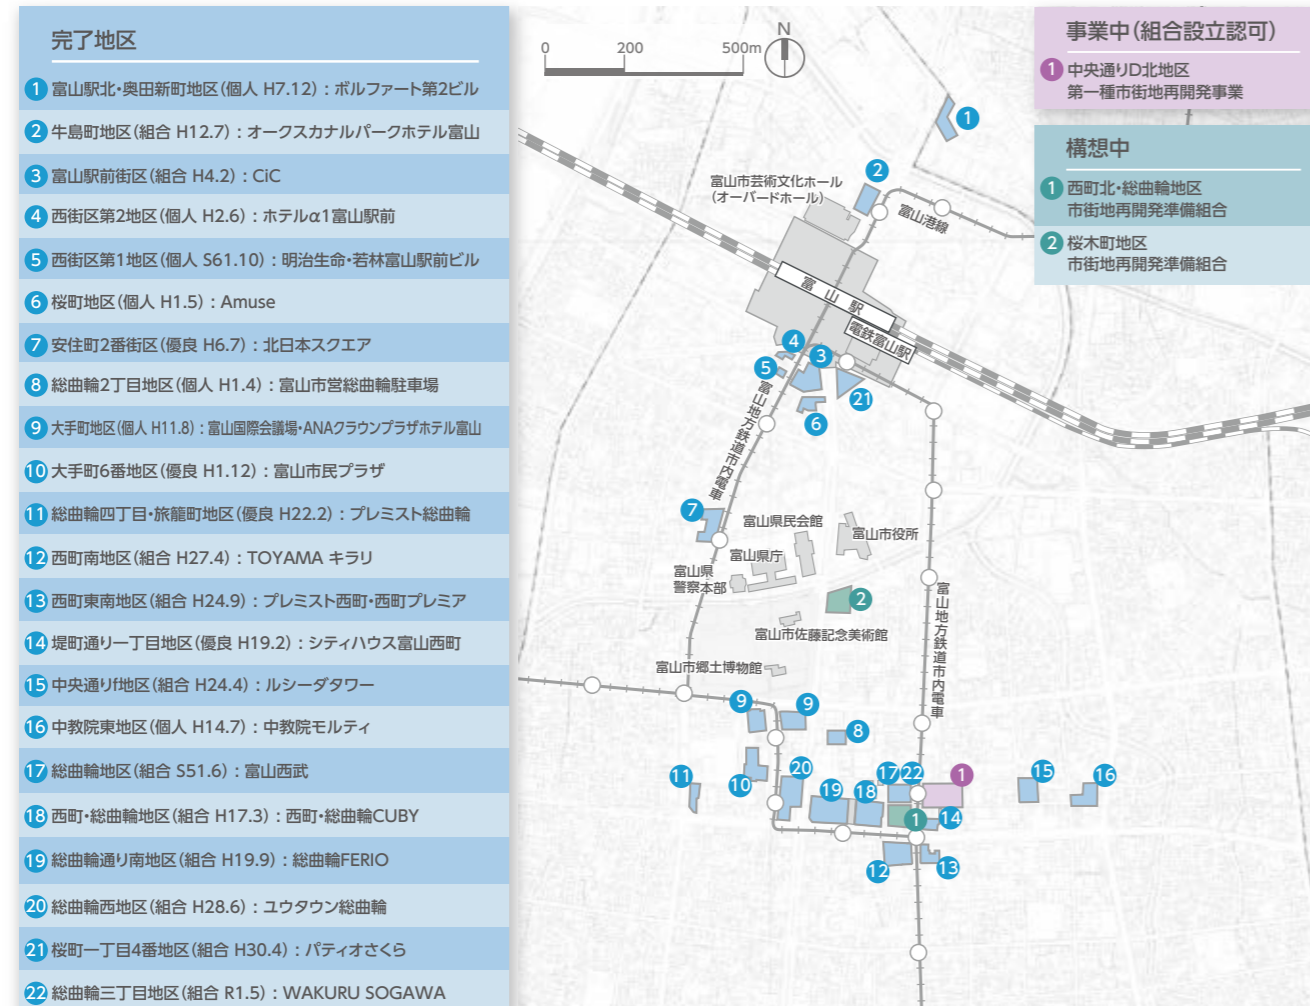 完了地区
1 富山駅北・奥田新町地区(個人 H7.12)：ボルファート第2ビル
2 牛島町地区(組合 H12.7)：オークスカナルパークホテル富山
3 富山駅前街区(組合 H4.2)：CiC
4 西街区第2地区(個人 H2.6)：ホテルα1富山駅前
5 西街区第1地区(個人 S61.10)：明治生命・若林富山駅前ビル
6 桜町地区(個人 H1.5)：Amuse
7 安住町2番街区(優良 H6.7)：北日本スクエア
8 総曲輪2丁目地区(個人 H1.4)：富山市営総曲輪駐車場
9 大手町地区(個人 H11.8)：富山国際会議場・ANAクラウンプラザホテル富山
10 大手町6番地区(優良 H1.12)：富山市民プラザ
11 総曲輪四丁目・旅籠町地区(優良 H22.2)：プレミスト総曲輪
12 西町南地区(組合 H27.4)：TOYAMA キラリ
13 西町東南地区(組合 H24.9)：プレミスト西町・西町プレミア
14 堤町通り一丁目地区(優良 H19.2)：シティハウス富山西町
15 中央通りf地区(組合 H24.4)：ルシーダタワー
16 中教院東地区(個人 H14.7)：中教院モルティ
17 総曲輪地区(組合 S51.6)：富山西武
18 西町・総曲輪地区(組合 H17.3)：西町・総曲輪CUBY
19 総曲輪通り南地区(組合 H19.9)：総曲輪FERIO
20 総曲輪西地区(組合 H28.6)：ユウタウン総曲輪
21 桜町一丁目4番地区(組合 H30.4)：パティオさくら
22 総曲輪三丁目地区(組合 R1.5)：WAKURU SOGAWA
0 200 500m
N
事業中(組合設立認可)
1 中央通りD北地区
第一種市街地再開発事業
構想中
1 西町北・総曲輪地区
市街地再開発準備組合
2 桜木町地区
市街地再開発準備組合
1
2
富山市芸術文化ホール
(オーバードホール)
富山港線
富山駅
電鉄富山駅
4
3
5
21
6
富山地方鉄道市内電車
7
富山県民会館
富山市役所
富山県庁
富山県
警察本部
2
富山市佐藤記念美術館
富山地方鉄道市内電車
富山市郷土博物館
9
9
8
11
10
20
19
18
17
22
1
15
16
1
14
12
13